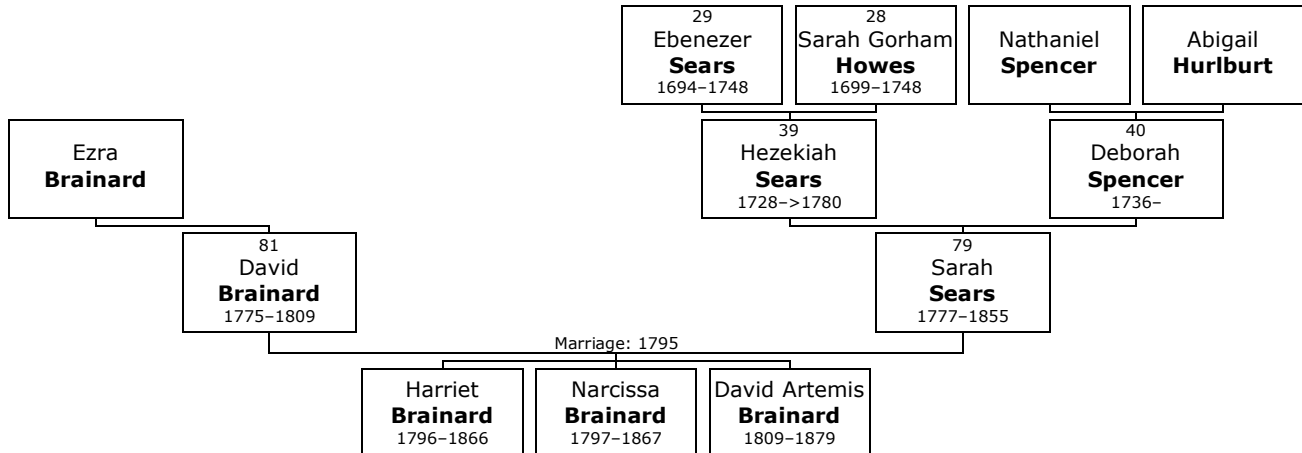 29
Ebenezer
Sears
1694–1748
28
Sarah Gorham
Howes
1699–1748
Nathaniel
Spencer
Abigail
Hurlburt
Ezra
Brainard
39
Hezekiah
Sears
1728–>1780
40
Deborah
Spencer
1736–
81
David
Brainard
1775–1809
79
Sarah
Sears
1777–1855
Marriage: 1795
Harriet
Brainard
1796–1866
Narcissa
Brainard
1797–1867
David Artemis
Brainard
1809–1879